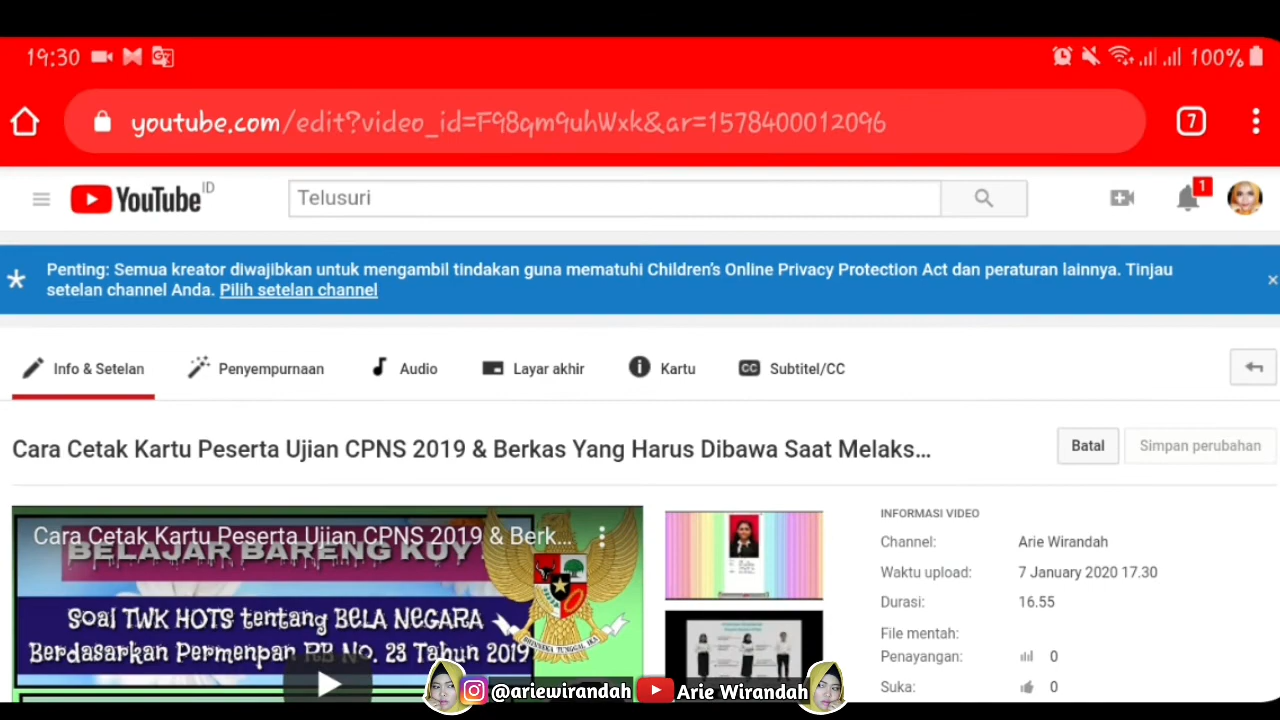 19:30
100%
youtube.com/edit?video_id=F98qm9uhWxk&ar=1578400012096
7
YouTube ID
Telusuri
1
Penting: Semua kreator diwajibkan untuk mengambil tindakan guna mematuhi Children's Online Privacy Protection Act dan peraturan lainnya. Tinjau
setelan channel Anda. Pilih setelan channel
Info & Setelan
Penyempurnaan
Audio
Layar akhir
Kartu
CC Subtitel/CC
Cara Cetak Kartu Peserta Ujian CPNS 2019 & Berkas Yang Harus Dibawa Saat Melaks...
Batal
Simpan perubahan
Cara Cetak Kartu Peserta Ujian CPNS 2019 & Berk...
BELAJAR BARENG KUY
Soal TWK HOTS tentang BELA NEGARA
Berdasarkan Permenpan RB No. 23 Tahun 2019
BHINNEKA TUNGGAL IKA
INFORMASI VIDEO
Channel: Arie Wirandah
Waktu upload: 7 January 2020 17.30
Durasi: 16.55
File mentah:
Penayangan: 0
Suka: 0
@ariewirandah
Arie Wirandah